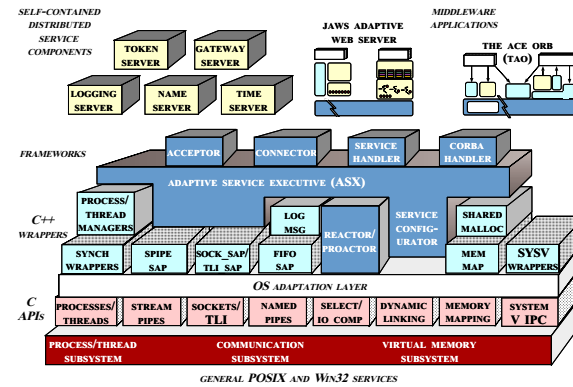 SELF-CONTAINED
DISTRIBUTED
SERVICE
COMPONENTS
TOKEN
SERVER
GATEWAY
SERVER
LOGGING
SERVER
NAME
SERVER
TIME
SERVER
JAWS ADAPTIVE
WEB SERVER
MIDDLEWARE
APPLICATIONS
THE ACE ORB
(TAO)
FRAMEWORKS
ACCEPTOR
CONNECTOR
SERVICE
HANDLER
CORBA
HANDLER
ADAPTIVE SERVICE EXECUTIVE (ASX)
C++
WRAPPERS
PROCESS/
THREAD
MANAGERS
LOG
MSG
REACTOR/
PROACTOR
SERVICE
CONFIG-
URATOR
SHARED
MALLOC
SYNCH
WRAPPERS
SPIPE
SAP
SOCK_SAP/
TLI_SAP
FIFO
SAP
MEM
MAP
SYSV
WRAPPERS
OS ADAPTATION LAYER
C
APIS
PROCESSES/
THREADS
STREAM
PIPES
SOCKETS/
TLI
NAMED
PIPES
SELECT/
IO COMP
DYNAMIC
LINKING
MEMORY
MAPPING
SYSTEM
V IPC
PROCESS/THREAD
SUBSYSTEM
COMMUNICATION
SUBSYSTEM
VIRTUAL MEMORY
SUBSYSTEM
GENERAL POSIX AND WIN32 SERVICES